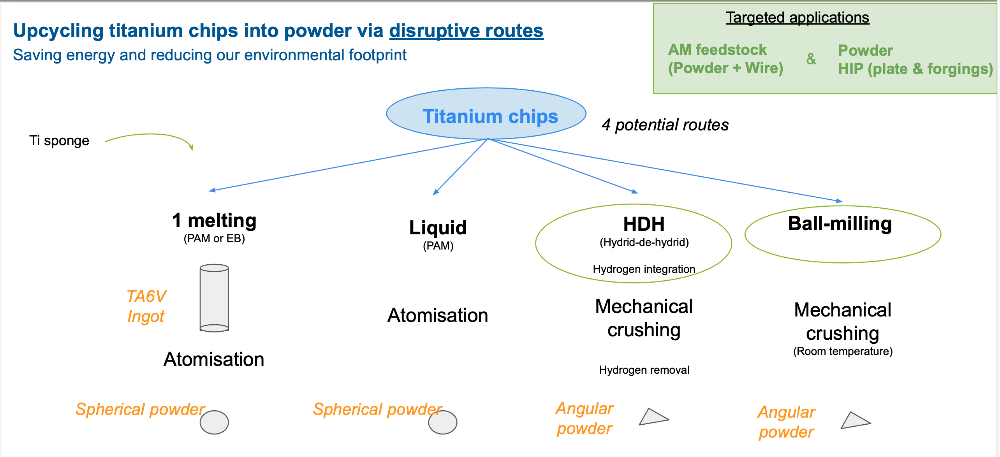 Upcycling titanium chips into powder via disruptive routes
Saving energy and reducing our environmental footprint
Targeted applications
AM feedstock
(Powder + Wire)
&
Powder
HIP (plate & forgings)
Titanium chips
4 potential routes
Ti sponge
1 melting
(PAM or EB)
TA6V
Ingot
Atomisation
Spherical powder
Liquid
(PAM)
Atomisation
Spherical powder
HDH
(Hydrid-de-hydrid)
Hydrogen integration
Mechanical
crushing
Hydrogen removal
Angular
powder
Ball-milling
Mechanical
crushing
(Room temperature)
Angular
powder